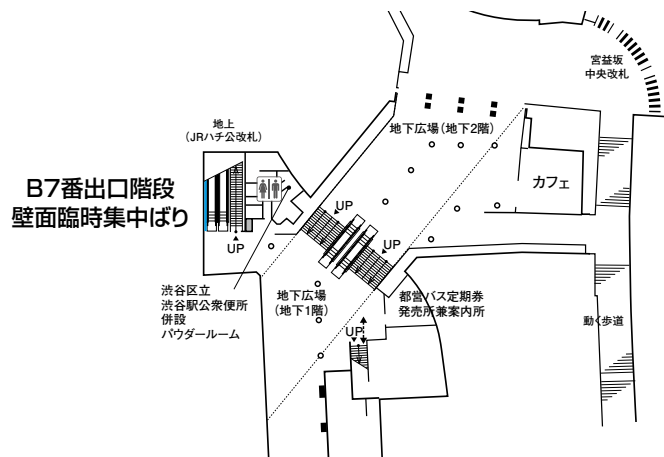 宮益坂
中央改札
地上
（JRハチ公改札）
地下広場（地下2階）
B7番出口階段
壁面臨時集中ばり
カフェ
UP
UP
UP
渋谷区立
渋谷駅公衆便所
併設
パウダールーム
地下広場
（地下1階）
都営バス定期券
発売所兼案内所
UP
動く歩道